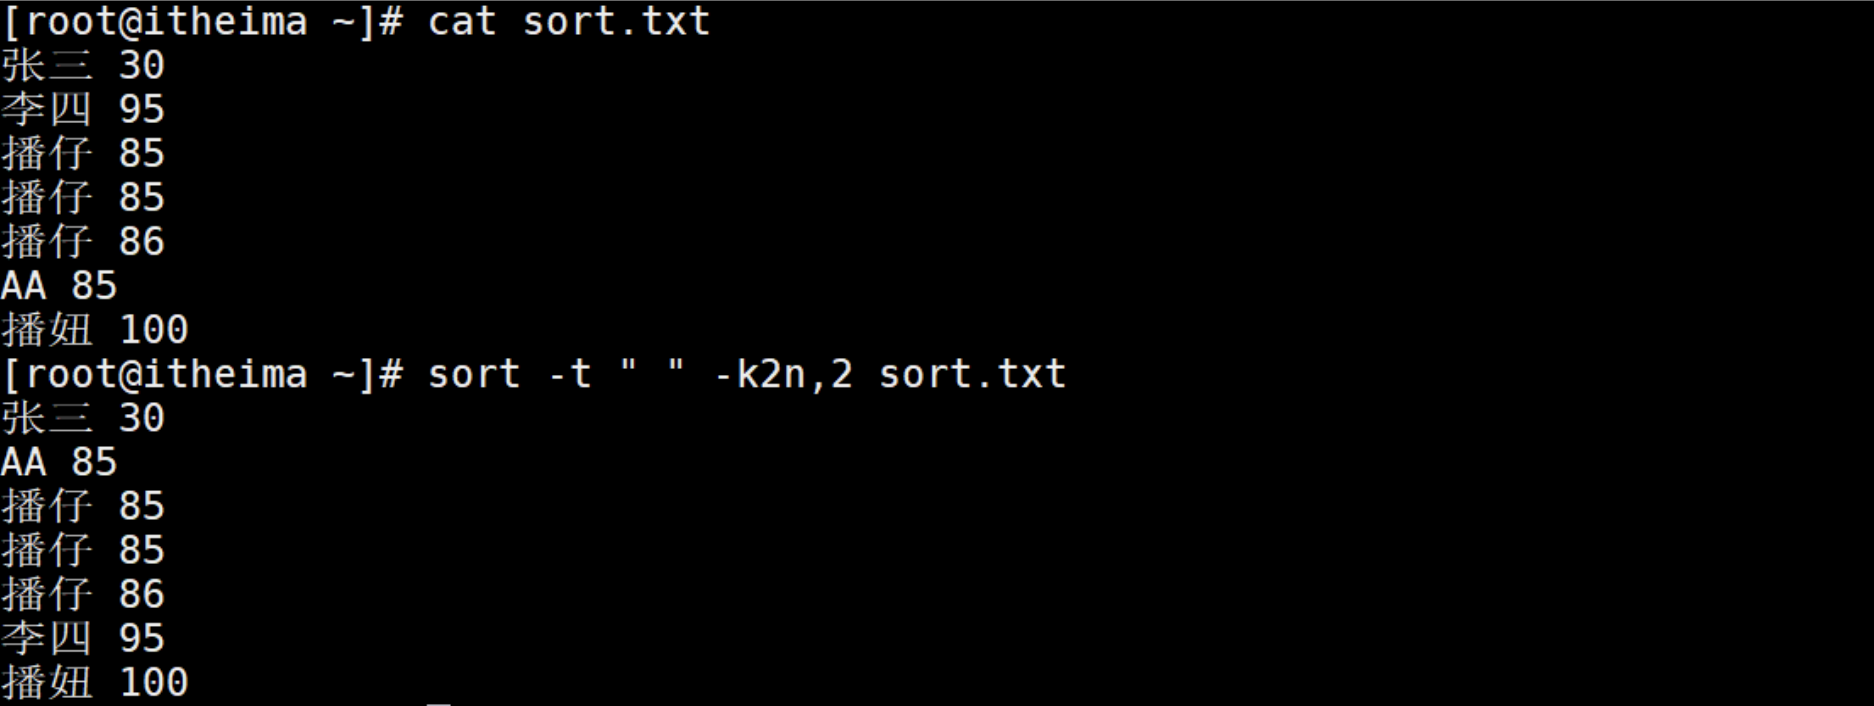 [root@itheima ~]# cat sort.txt
张三 30
李四 95
播仔 85
播仔 85
播仔 86
AA 85
播妞 100
[root@itheima ~]# sort -t " " -k2n,2 sort.txt
张三 30
AA 85
播仔 85
播仔 85
播仔 86
李四 95
播妞 100